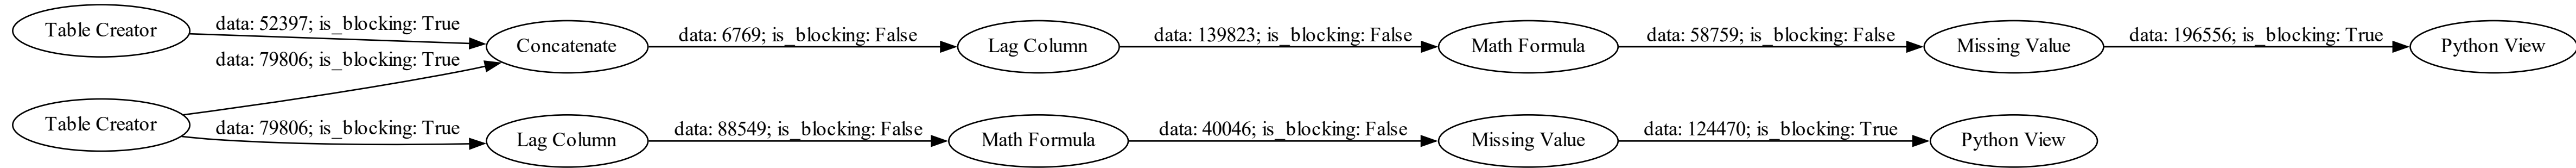 Table Creator
data: 52397; is_blocking: True
Concatenate
data: 6769; is_blocking: False
Lag Column
data: 139823; is_blocking: False
Math Formula
data: 58759; is_blocking: False
Missing Value
data: 196556; is_blocking: True
Python View
data: 79806; is_blocking: True
Table Creator
data: 79806; is_blocking: True
Lag Column
data: 88549; is_blocking: False
Math Formula
data: 40046; is_blocking: False
Missing Value
data: 124470; is_blocking: True
Python View